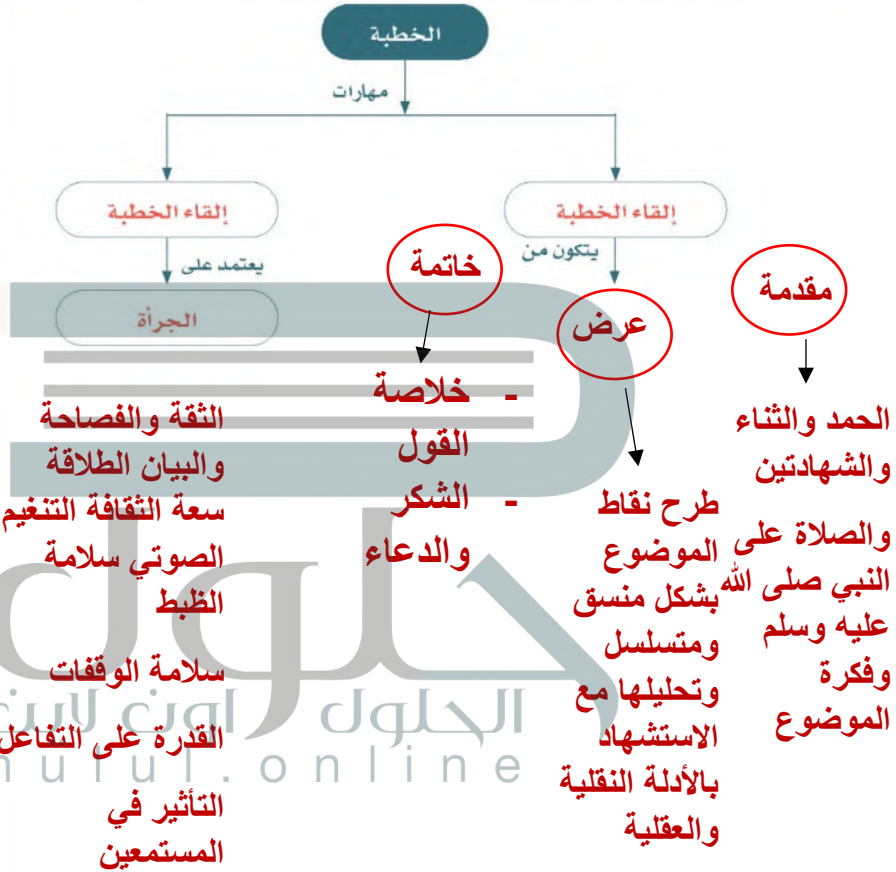 الخطبة
مهارات
إلقاء الخطبة
يتكون من
مقدمة
الحمد والثناء
والشهادتين
والصلاة على
النبي صلى الله
عليه وسلم
وفكرة
الموضوع
عرض
طرح نقاط
الموضوع
بشكل منسق
ومتسلسل
وتحليلها مع
الاستشهاد
بالأدلة النقلية
والعقلية
خاتمة
- خلاصة
القول
- الشكر
والدعاء
إلقاء الخطبة
يعتمد على
الجرأة
الثقة والفصاحة
والبيان الطلاقة
سعة الثقافة التنغيم
الصوتي سلامة
الظبط
سلامة الوقفات
القدرة على التفاعل
التأثير في
المستمعين
حلول
الحلول اون لاين
hulul.online